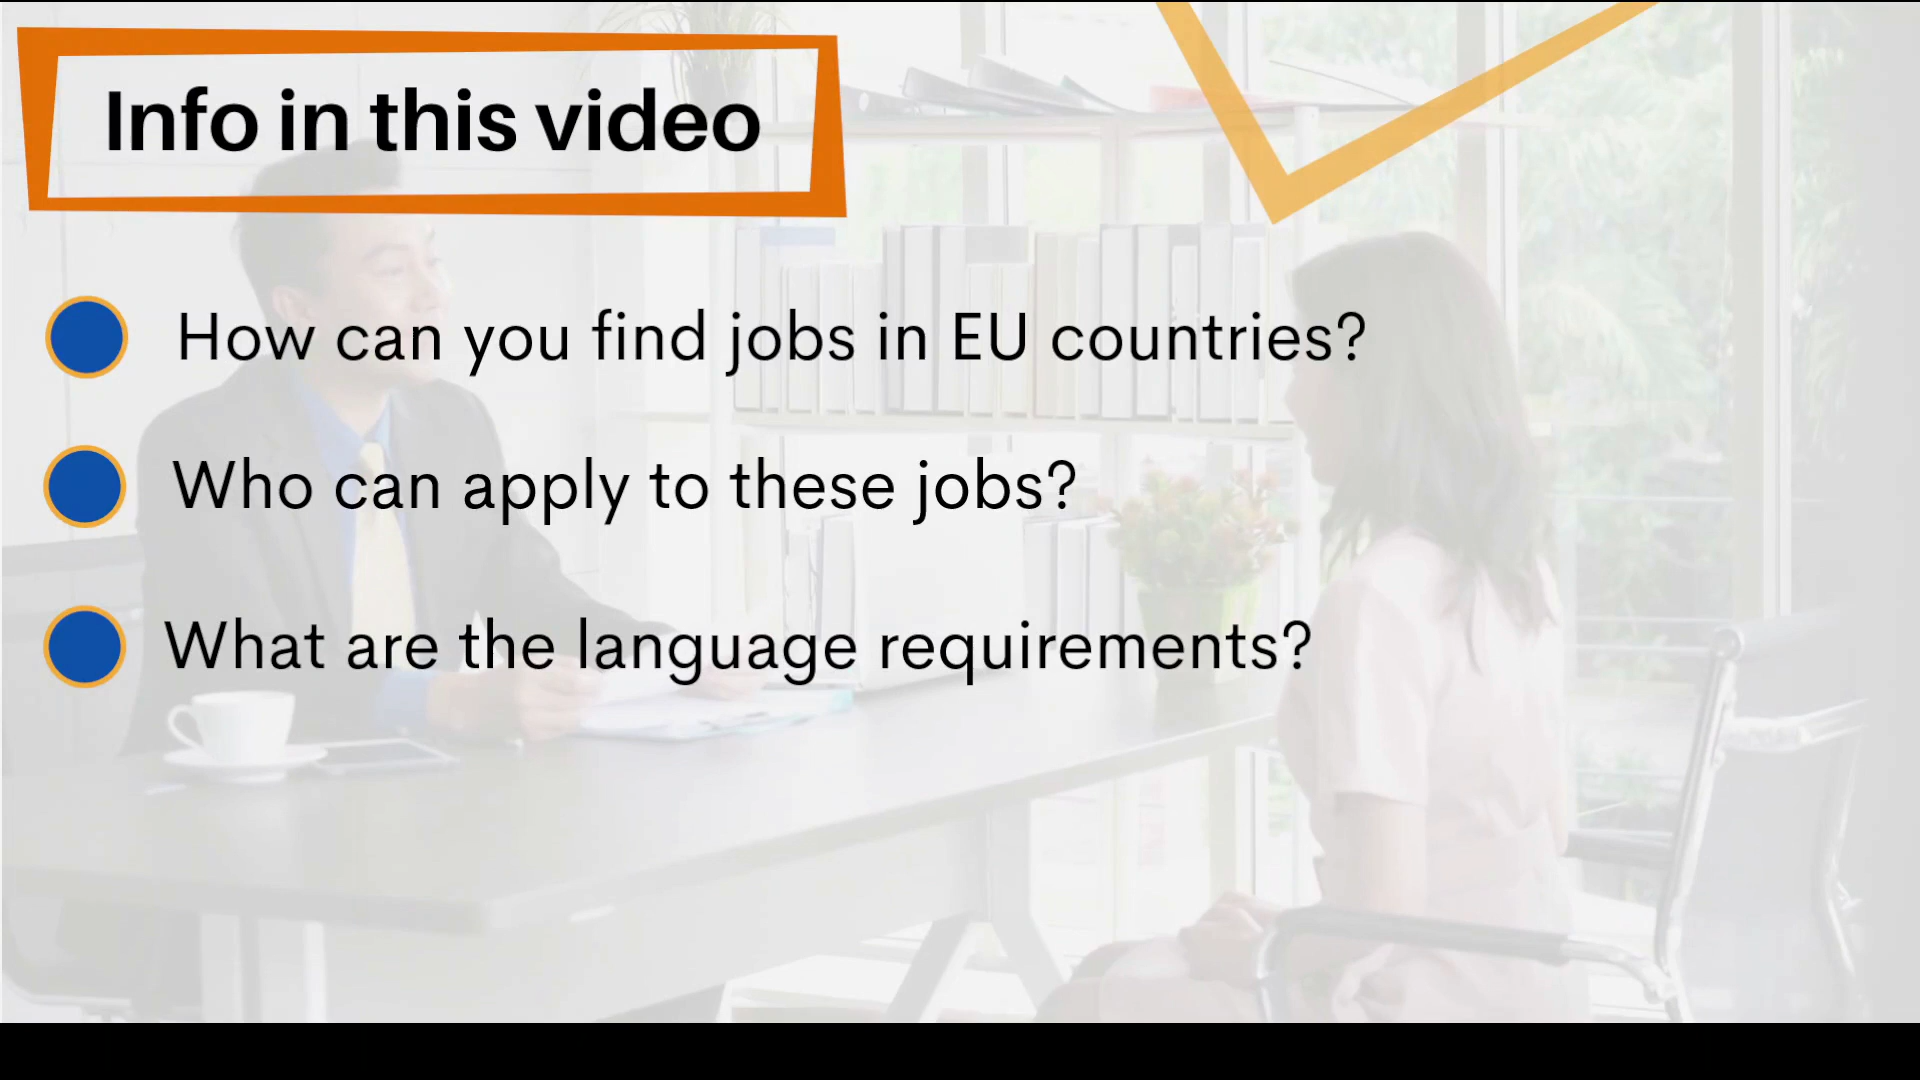 Info in this video
How can you find jobs in EU countries?
Who can apply to these jobs?
What are the language requirements?